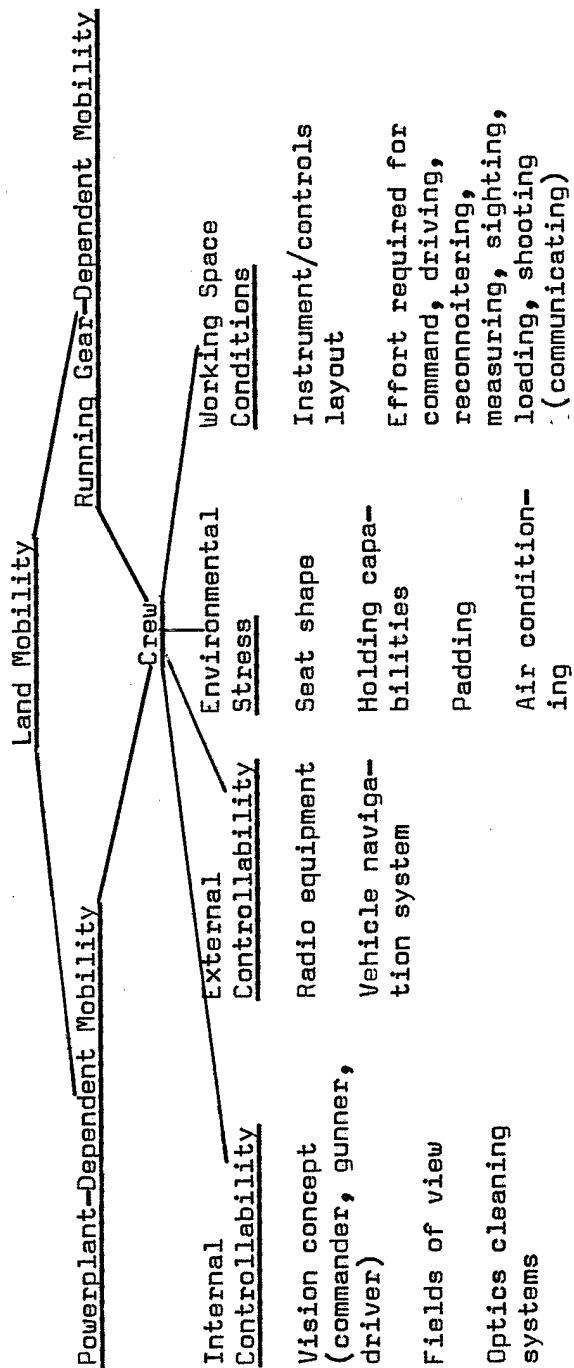 Land Mobility
Powerplant-Dependent Mobility
Running Gear-Dependent Mobility
Crew
Internal
Controllability
Vision concept
(commander, gunner,
driver)
Fields of view
Optics cleaning
systems
External
Controllability
Radio equipment
Vehicle naviga-
tion system
Environmental
Stress
Seat shape
Holding capa-
bilities
Padding
Air condition-
ing
Working Space
Conditions
Instrument/controls
layout
Effort required for
command, driving,
reconnoitering,
measuring, sighting,
loading, shooting
(communicating)